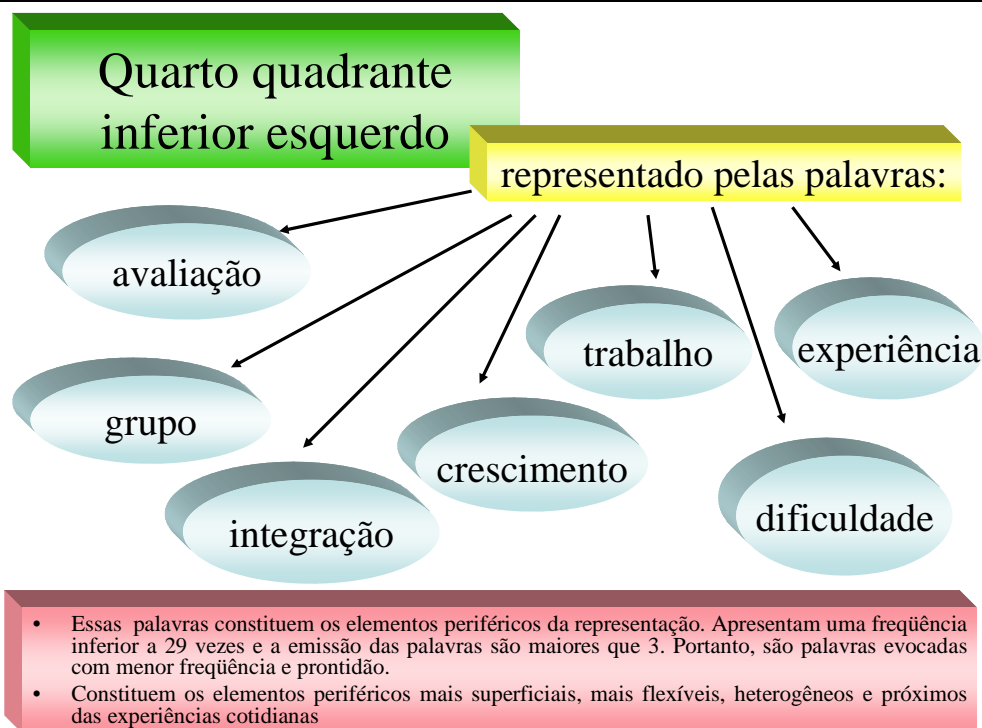 Quarto quadrante
inferior esquerdo
representado pelas palavras:
avaliação
grupo
integração
crescimento
trabalho
experiência
dificuldade
• Essas palavras constituem os elementos periféricos da representação. Apresentam uma freqüência
inferior a 29 vezes e a emissão das palavras são maiores que 3. Portanto, são palavras evocadas
com menor freqüência e prontidão.
• Constituem os elementos periféricos mais superficiais, mais flexíveis, heterogêneos e próximos
das experiências cotidianas